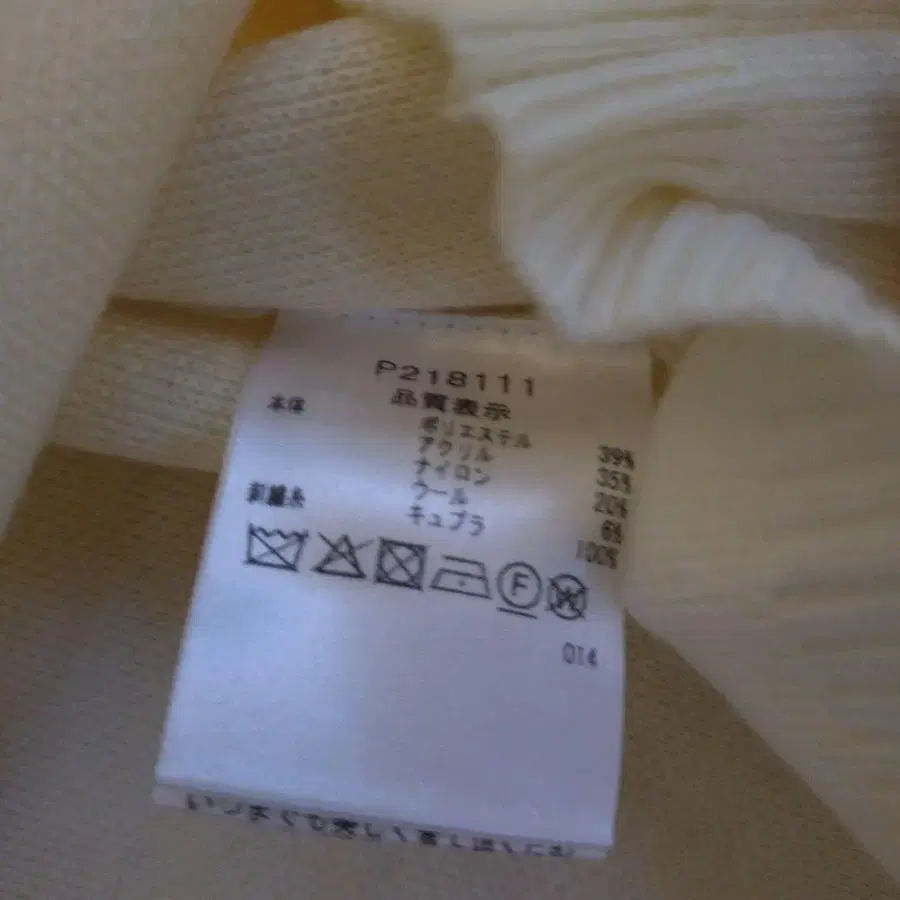 P218111
品質表示
本体 ポリエステル 39%
アクリル 35%
ナイロン 20%
ウール 6%
刺繍糸 キュプラ 100%
F
W
014